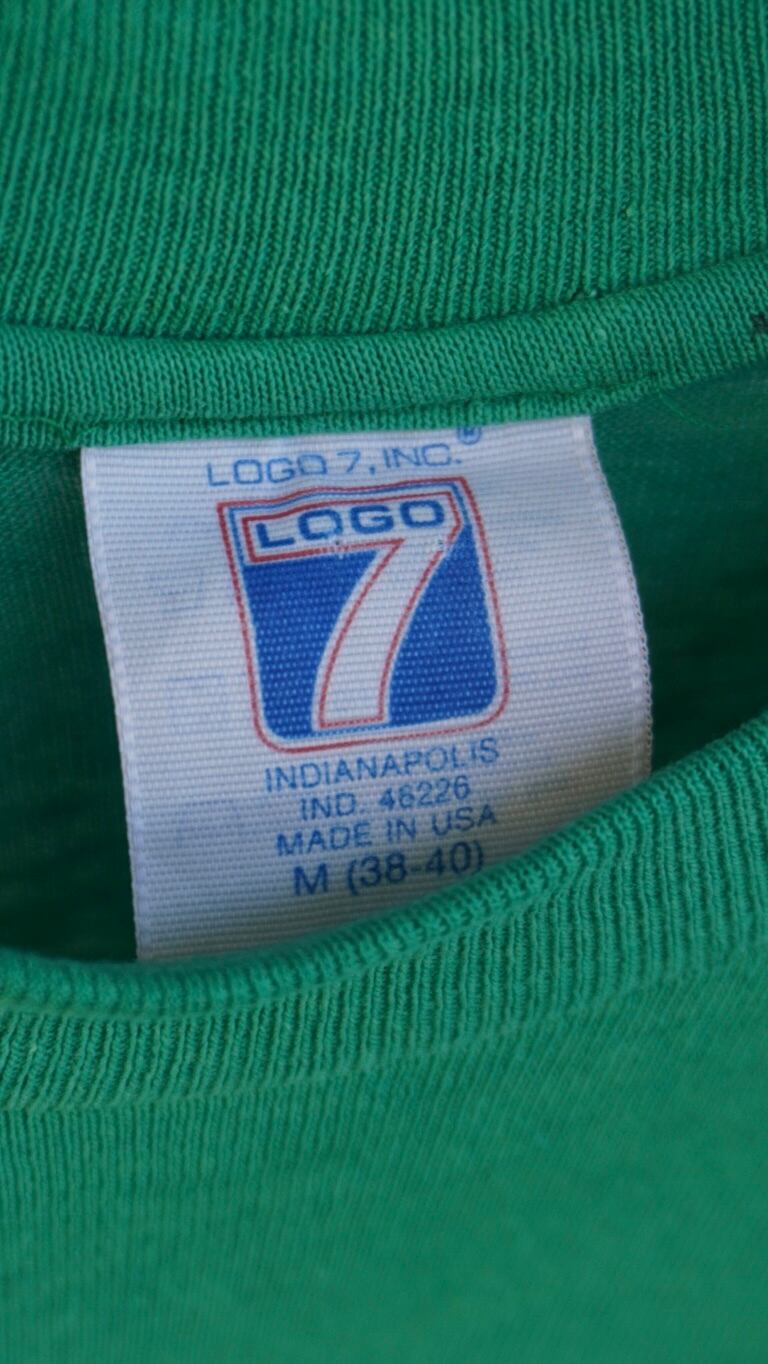 LOGO 7, INC.®
LOGO
7
INDIANAPOLIS
IND. 46226
MADE IN USA
M (38-40)